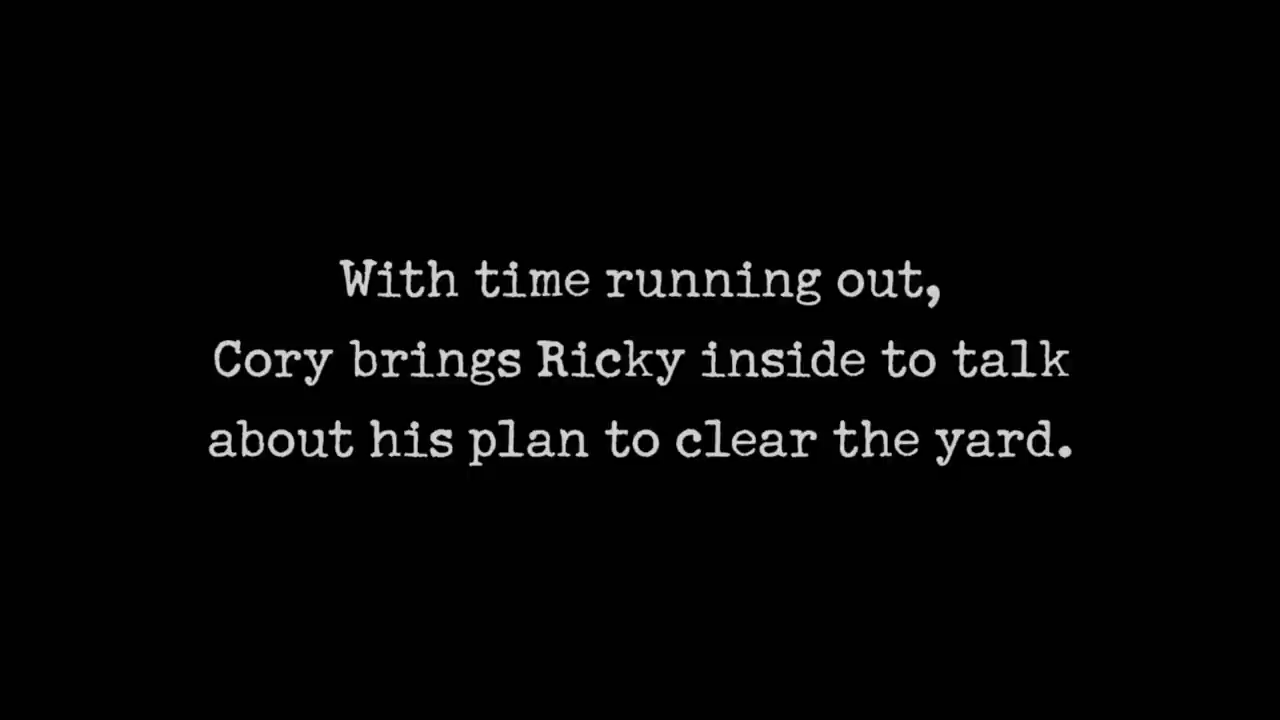 With time running out,
Cory brings Ricky inside to talk
about his plan to clear the yard.